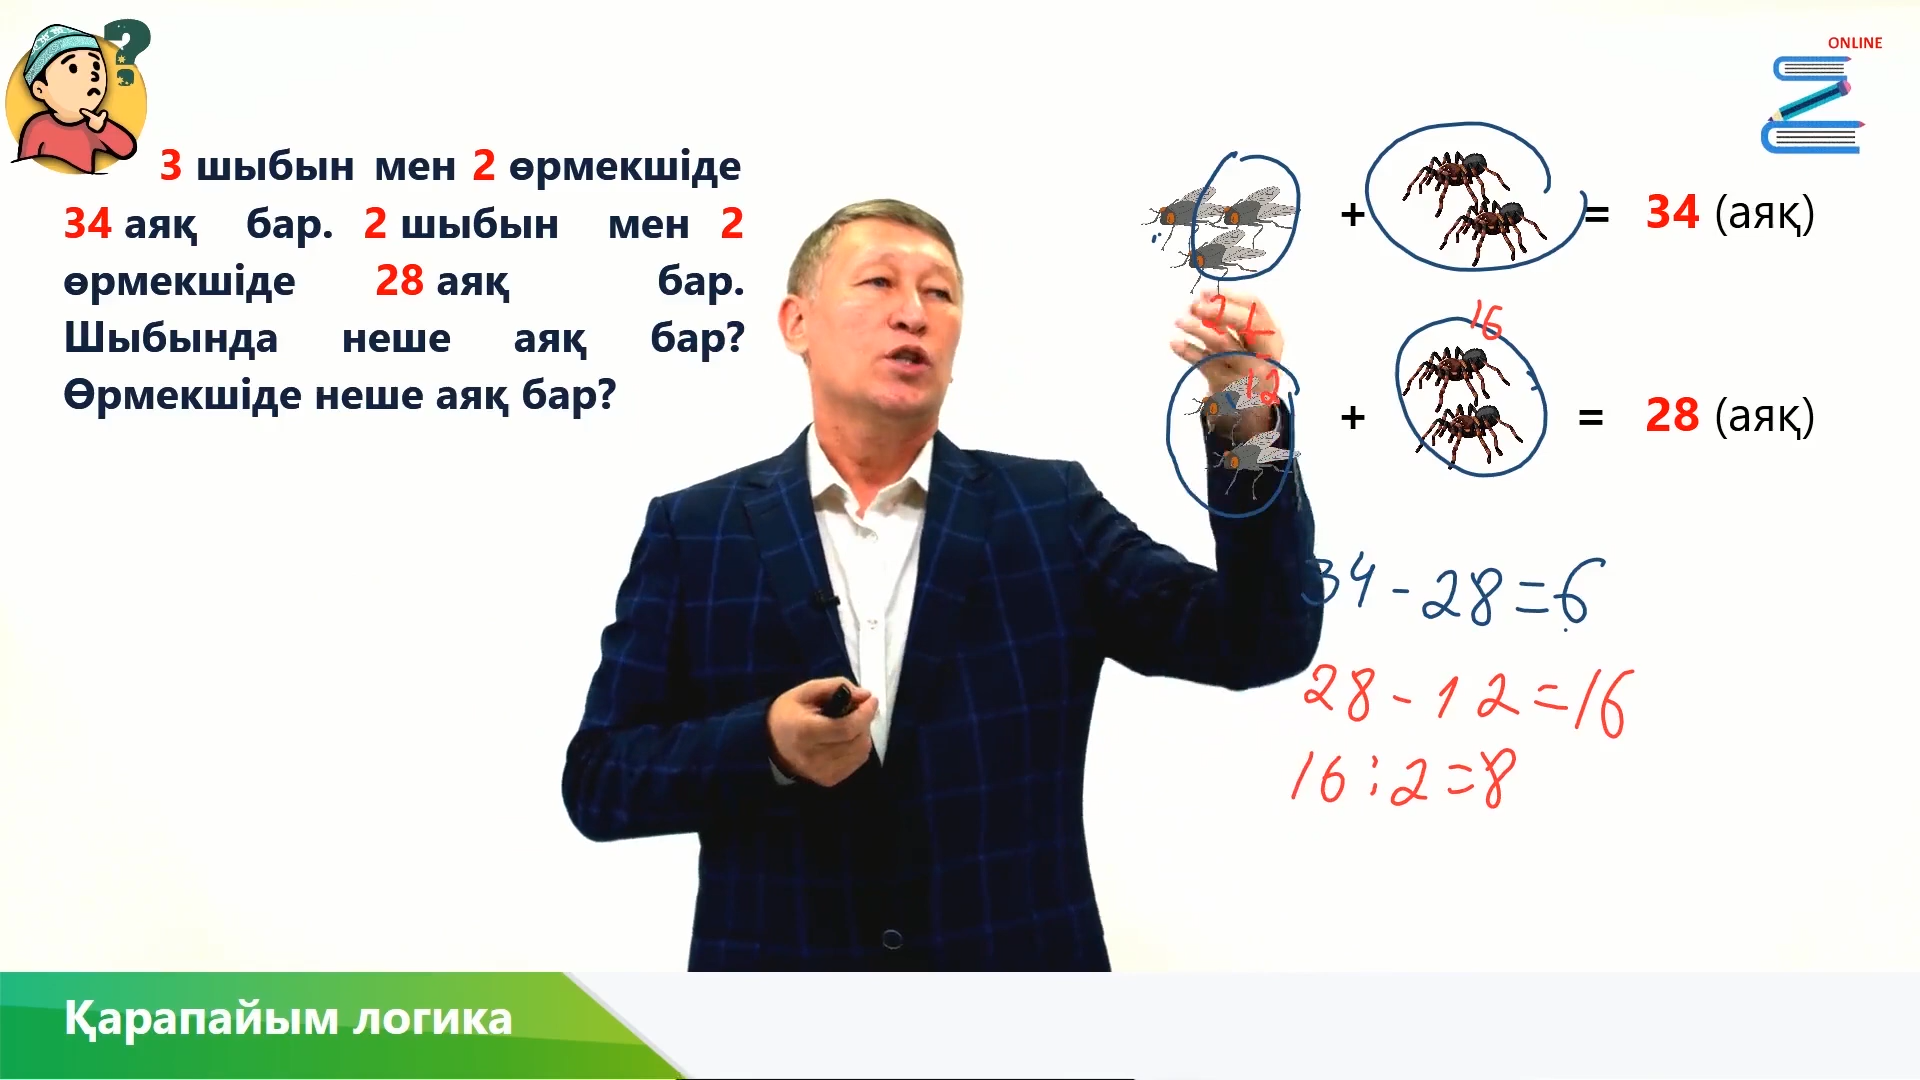 ONLINE
3 шыбын мен 2 өрмекшіде
34 аяқ бар. 2 шыбын мен 2
өрмекшіде 28 аяқ бар.
Шыбында неше аяқ бар?
Өрмекшіде неше аяқ бар?
+ = 34 (аяқ)
16
12
+ = 28 (аяқ)
34-28=6
28-12=16
16:2=8
Қарапайым логика